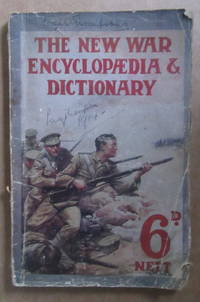 THE NEW WAR
ENCYCLOPÆDIA &
DICTIONARY
6D
NETT